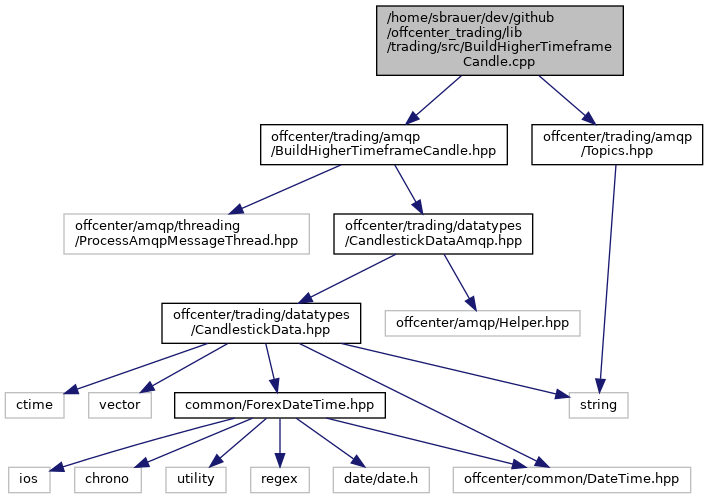 /home/sbrauer/dev/github
/offcenter_trading/lib
/trading/src/BuildHigherTimeframe
Candle.cpp
offcenter/trading/amqp
/BuildHigherTimeframeCandle.hpp
offcenter/trading/amqp
/Topics.hpp
offcenter/amqp/threading
/ProcessAmqpMessageThread.hpp
offcenter/trading/datatypes
/CandlestickDataAmqp.hpp
offcenter/trading/datatypes
/CandlestickData.hpp
offcenter/amqp/Helper.hpp
ctime
vector
common/ForexDateTime.hpp
string
ios
chrono
utility
regex
date/date.h
offcenter/common/DateTime.hpp